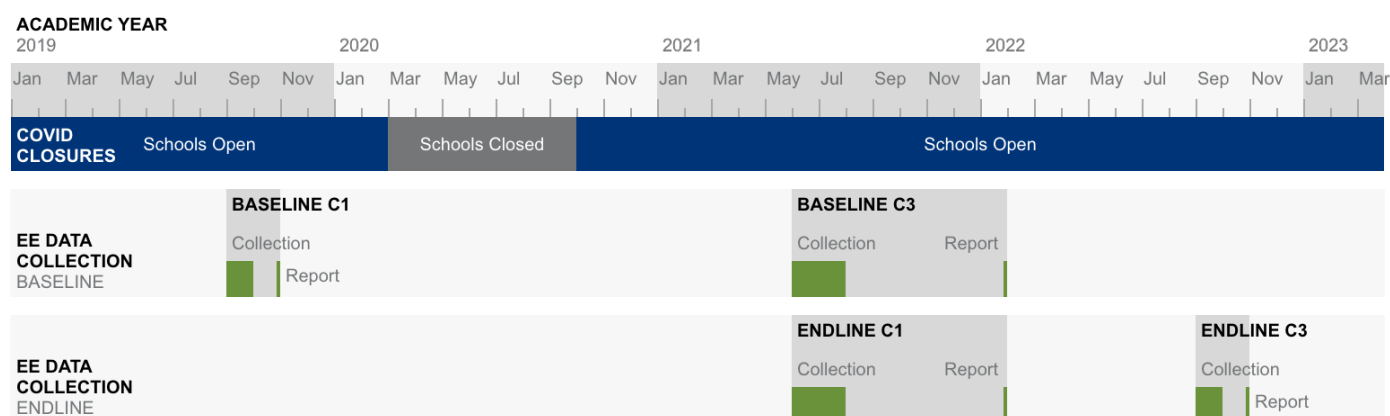 ACADEMIC YEAR
2019 2020 2021 2022 2023
Jan Mar May Jul Sep Nov Jan Mar May Jul Sep Nov Jan Mar May Jul Sep Nov Jan Mar May Jul Sep Nov Jan Mar
COVID
CLOSURES
Schools Open Schools Closed Schools Open
BASELINE C1 BASELINE C3
EE DATA
COLLECTION
BASELINE
Collection Collection Report
Report
ENDLINE C1 ENDLINE C3
EE DATA
COLLECTION
ENDLINE
Collection Report Collection
Report